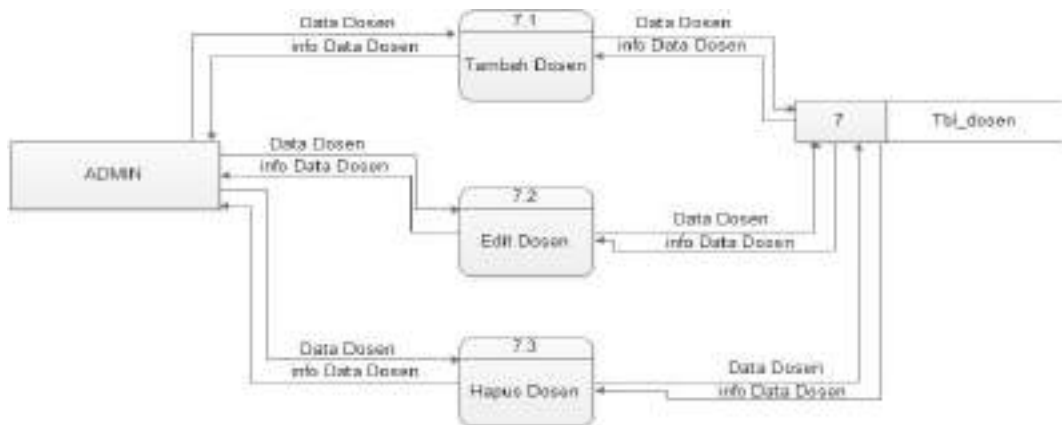 7.1
Data Dosen
Data Dosen
info Data Dosen
info Data Dosen
Tambah Dosen
7
Tbl_dosen
Data Dosen
ADMIN
info Data Dosen
7.2
Data Dosen
Edit Dosen
info Data Dosen
7.3
Data Dosen
Data Dosen
info Data Dosen
Hapus Dosen
info Data Dosen